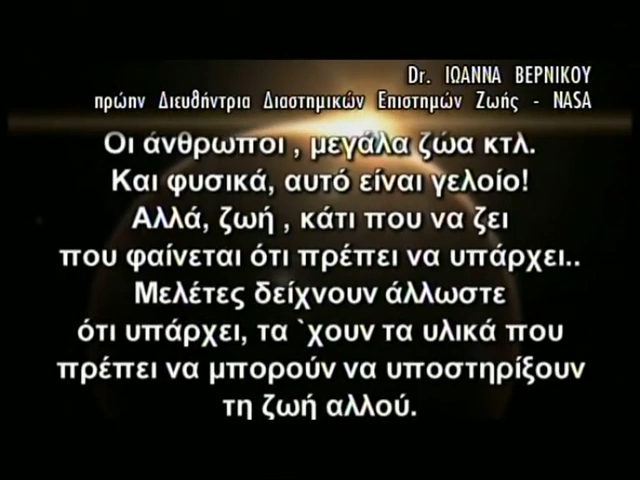 Dr. ΙΩΑΝΝΑ ΒΕΡΝΙΚΟΥ
πρώην Διευθήντρια Διαστημικών Επιστημών Ζωής - NASA
Οι άνθρωποι , μεγάλα ζώα κτλ.
Και φυσικά, αυτό είναι γελοίο!
Αλλά, ζωή , κάτι που να ζει
που φαίνεται ότι πρέπει να υπάρχει..
Μελέτες δείχνουν άλλωστε
ότι υπάρχει, τα `χουν τα υλικά που
πρέπει να μπορούν να υποστηρίξουν
τη ζωή αλλού.